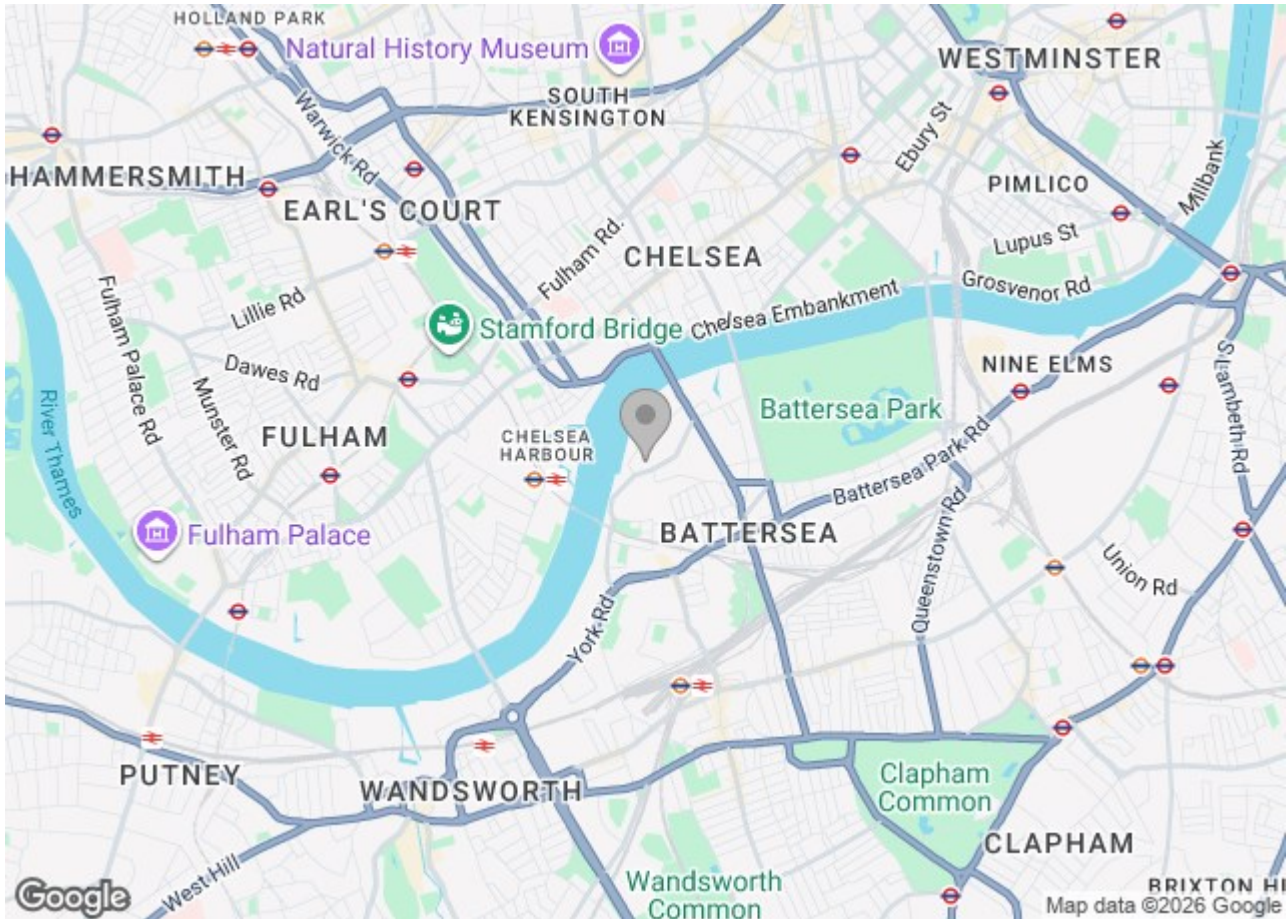 HOLLAND PARK
Natural History Museum
WESTMINSTER
SOUTH
KENSINGTON
Warwick Rd
Ebury St
HAMMERSMITH
PIMLICO
Millbank
EARL'S COURT
Fulham Rd.
Lupus St
CHELSEA
Grosvenor Rd
Fulham Palace Rd
Lillie Rd
Chelsea Embankment
Stamford Bridge
Dawes Rd
NINE ELMS
S Lambeth Rd
River Thames
Munster Rd
Battersea Park
FULHAM
CHELSEA
HARBOUR
Battersea Park Rd
Fulham Palace
BATTERSEA
Queenstown Rd
Union Rd
York Rd
PUTNEY
WANDSWORTH
Clapham
Common
CLAPHAM
West Hill
Wandsworth
Common
BRIXTON HI
Google
Map data ©2026 Google